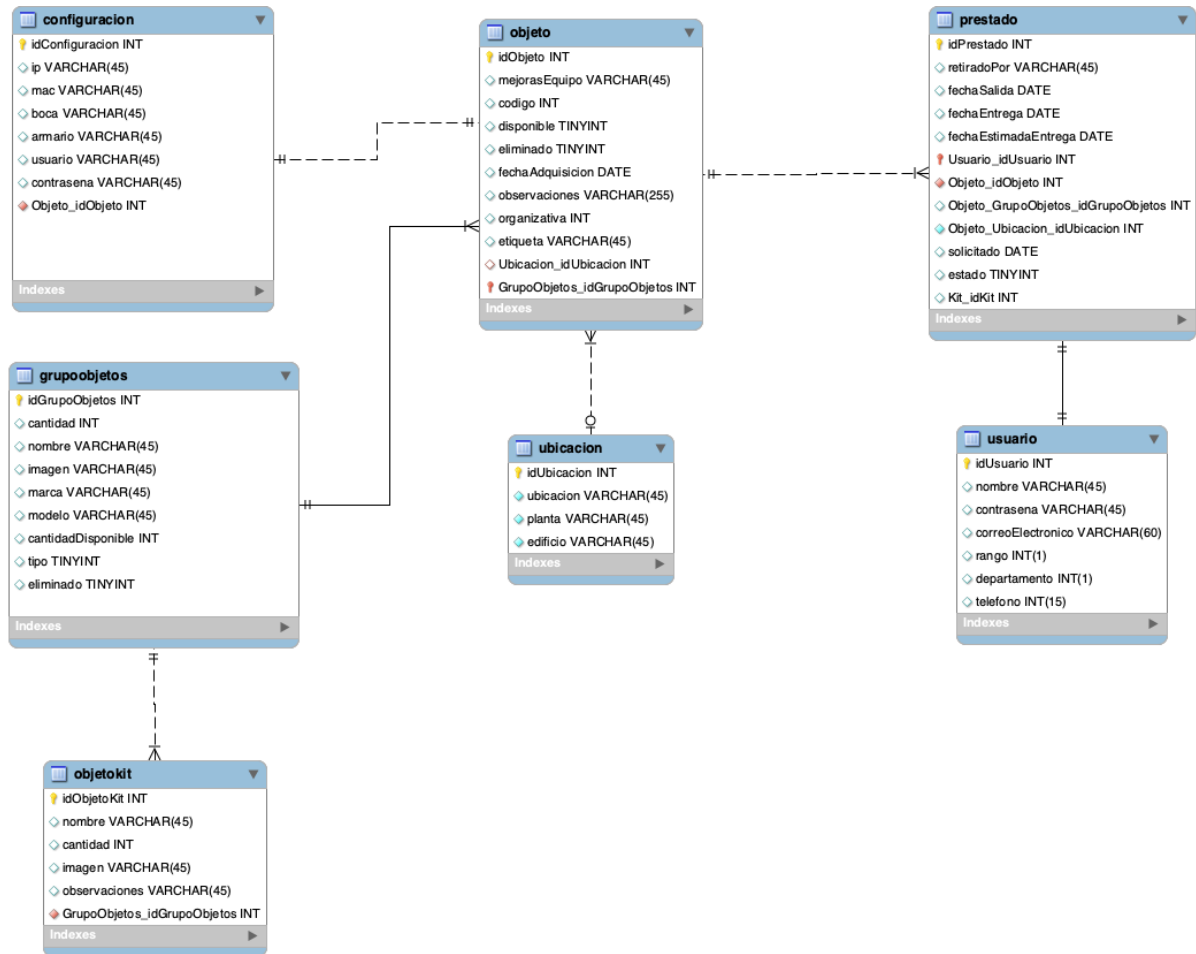 configuracion
idConfiguracion INT
ip VARCHAR(45)
mac VARCHAR(45)
boca VARCHAR(45)
armario VARCHAR(45)
usuario VARCHAR(45)
contrasena VARCHAR(45)
Objeto_idObjeto INT
Indexes
objeto
idObjeto INT
mejorasEquipo VARCHAR(45)
codigo INT
disponible TINYINT
eliminado TINYINT
fechaAdquisicion DATE
observaciones VARCHAR(255)
organizativa INT
etiqueta VARCHAR(45)
Ubicacion_idUbicacion INT
GrupoObjetos_idGrupoObjetos INT
Indexes
prestado
idPrestado INT
retiradoPor VARCHAR(45)
fechaSalida DATE
fechaEntrega DATE
fechaEstimadaEntrega DATE
Usuario_idUsuario INT
Objeto_idObjeto INT
Objeto_GrupoObjetos_idGrupoObjetos INT
Objeto_Ubicacion_idUbicacion INT
solicitado DATE
estado TINYINT
Kit_idKit INT
Indexes
grupoobjetos
idGrupoObjetos INT
cantidad INT
nombre VARCHAR(45)
imagen VARCHAR(45)
marca VARCHAR(45)
modelo VARCHAR(45)
cantidadDisponible INT
tipo TINYINT
eliminado TINYINT
Indexes
ubicacion
idUbicacion INT
ubicacion VARCHAR(45)
planta VARCHAR(45)
edificio VARCHAR(45)
Indexes
usuario
idUsuario INT
nombre VARCHAR(45)
contrasena VARCHAR(45)
correoElectronico VARCHAR(60)
rango INT(1)
departamento INT(1)
telefono INT(15)
Indexes
objetokit
idObjetoKit INT
nombre VARCHAR(45)
cantidad INT
imagen VARCHAR(45)
observaciones VARCHAR(45)
GrupoObjetos_idGrupoObjetos INT
Indexes